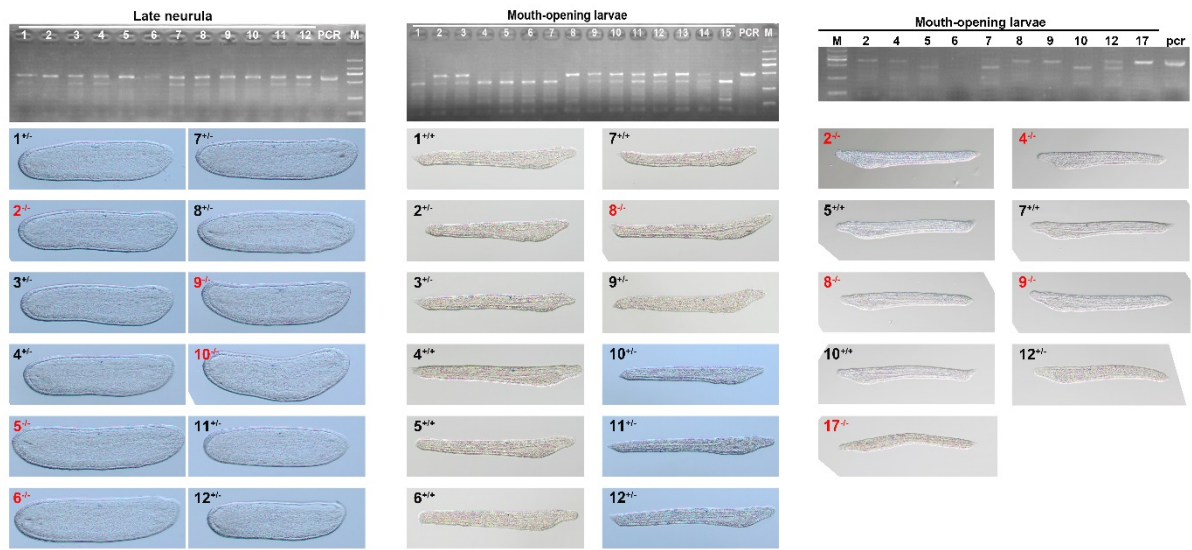 Late neurula
1 2 3 4 5 6 7 8 9 10 11 12 PCR M
1+/- 7+/-
2-/- 8+/-
3+/- 9-/-
4+/- 10-/-
5-/- 11+/-
6-/- 12+/-
Mouth-opening larvae
1 2 3 4 5 6 7 8 9 10 11 12 13 14 15 PCR M
1+/+ 7+/+
2+/- 8-/-
3+/- 9+/-
4+/+ 10+/-
5+/+ 11+/-
6+/+ 12+/-
Mouth-opening larvae
M 2 4 5 6 7 8 9 10 12 17 pcr
2-/- 4-/-
5+/+ 7+/+
8-/- 9-/-
10+/+ 12+/-
17-/-